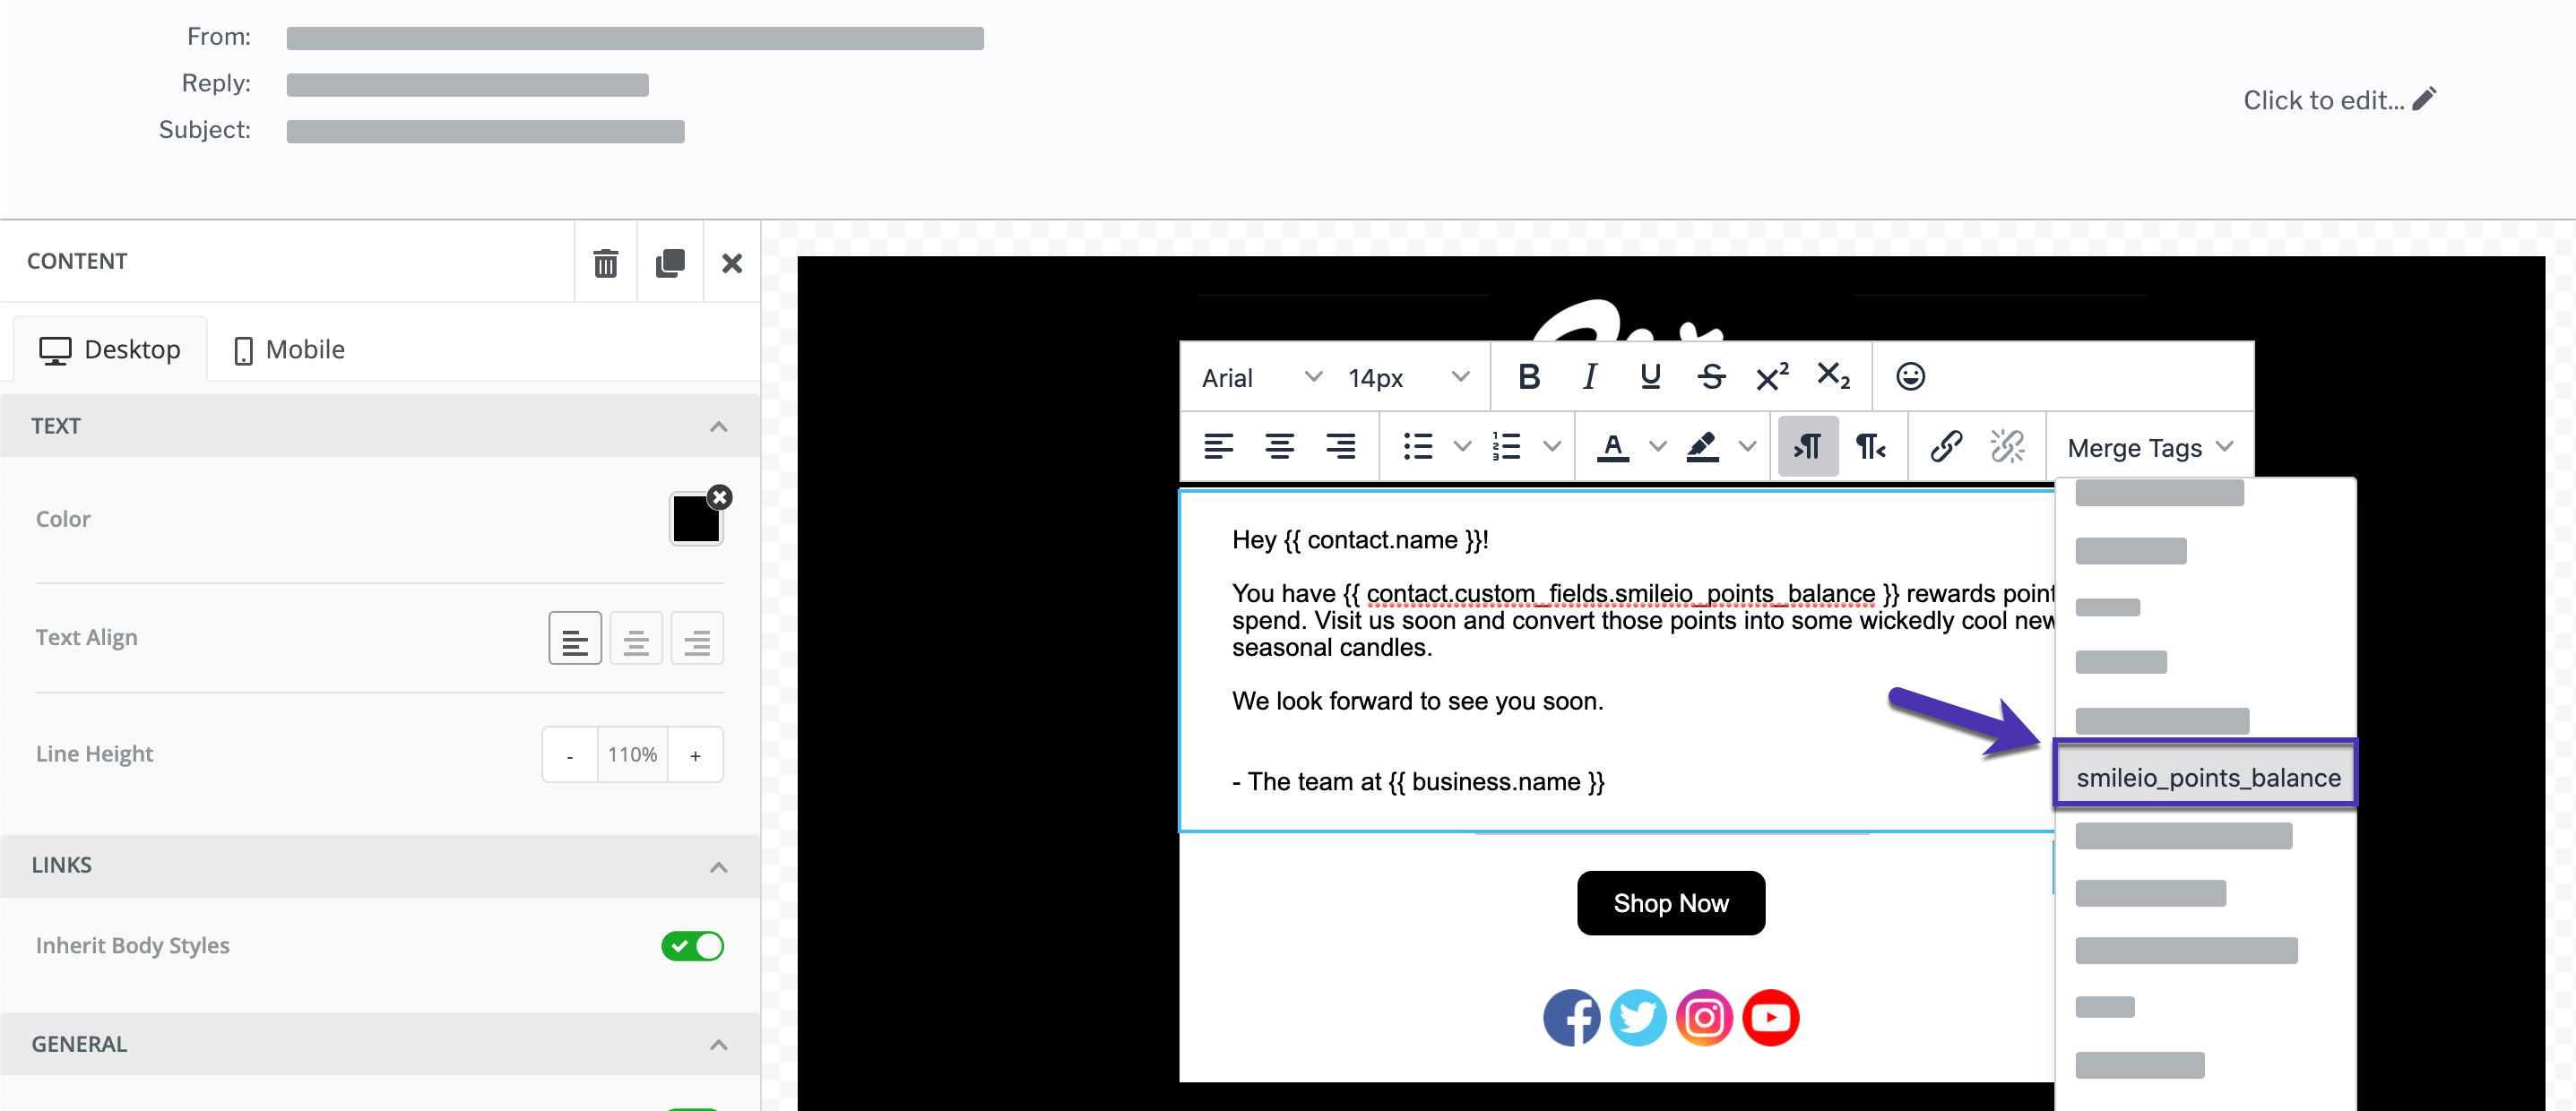 From:
Reply:
Subject:
Click to edit...
CONTENT
Desktop
Mobile
TEXT
Color
Text Align
Line Height
- 110% +
LINKS
Inherit Body Styles
GENERAL
Arial 14px B I U S X² X₂
A Merge Tags
Hey {{ contact.name }}!
You have {{ contact.custom_fields.smileio_points_balance }} rewards point
spend. Visit us soon and convert those points into some wickedly cool new
seasonal candles.
We look forward to see you soon.
- The team at {{ business.name }}
smileio_points_balance
Shop Now